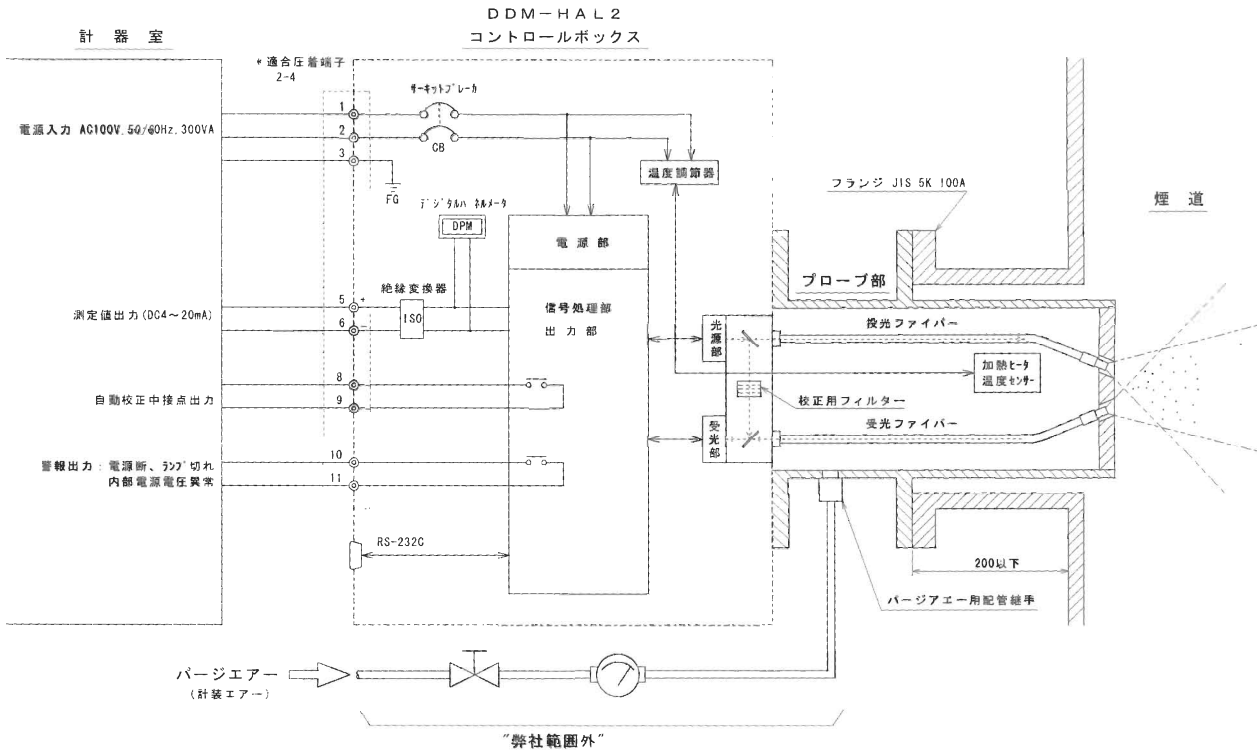 DDM-HAL2
コントロールボックス
計器室
*適合圧着端子
2-4
サーキットブレーカ
1
電源入力 AC100V.50/60Hz.300VA
2
CB
3
FG
温度調節器
フランジ JIS 5K 100A
煙道
デジタルパネルメータ
DPM
電源部
プローブ部
絶縁変換器
5
+
ISO
信号処理部
出力部
測定値出力(DC4~20mA)
6
-
光源部
投光ファイバー
加熱ヒータ
温度センサー
8
自動校正中接点出力
9
校正用フィルター
受光部
受光ファイバー
10
警報出力:電源断、ランプ切れ
内部電源電圧異常
11
RS-232C
200以下
パージアエー用配管継手
パージエアー
(計装エアー)
"弊社範囲外"